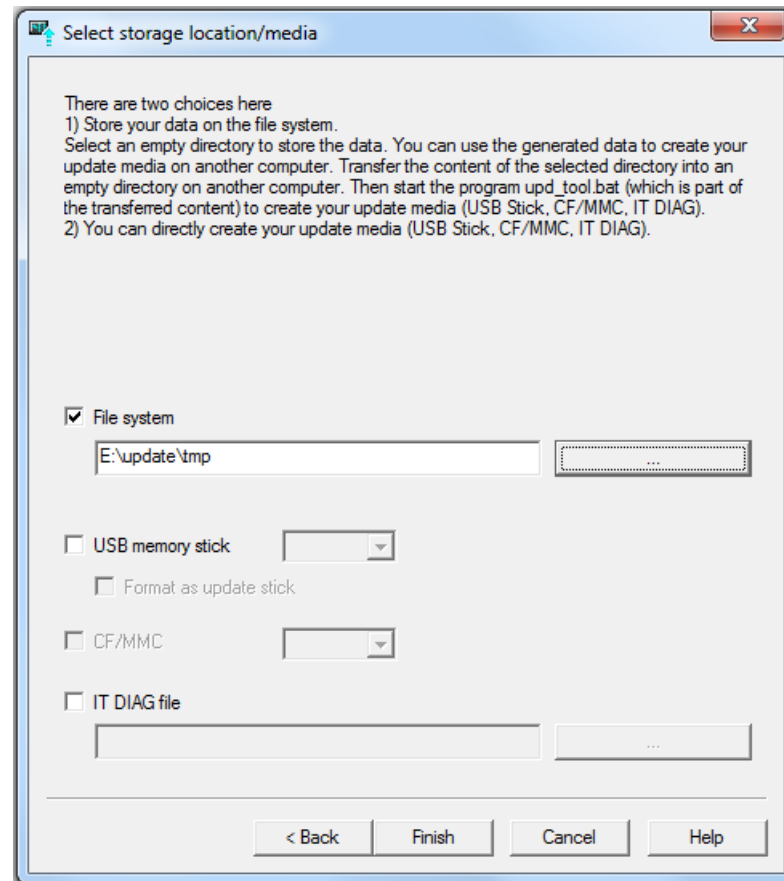 Select storage location/media
There are two choices here
1) Store your data on the file system.
Select an empty directory to store the data. You can use the generated data to create your
update media on another computer. Transfer the content of the selected directory into an
empty directory on another computer. Then start the program upd_tool.bat (which is part of
the transferred content) to create your update media (USB Stick, CF/MMC, IT DIAG).
2) You can directly create your update media (USB Stick, CF/MMC, IT DIAG).
File system
E:\update\tmp
...
USB memory stick
Format as update stick
CF/MMC
IT DIAG file
...
< Back Finish Cancel Help